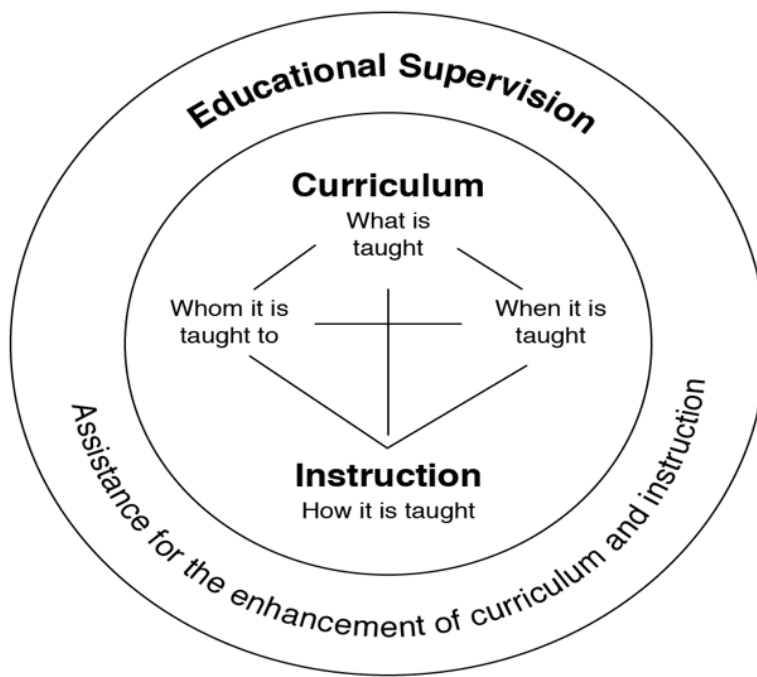 Educational Supervision
Curriculum
What is
taught
Whom it is
taught to
When it is
taught
Instruction
How it is taught
Assistance for the enhancement of curriculum and instruction